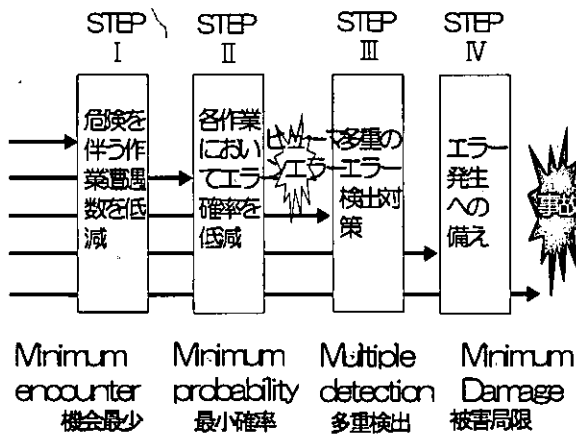 STEP
I
STEP
II
STEP
III
STEP
IV
危険を
伴う作
業遭遇
数を低
減
各作業
におい
てエラー
確率を
低減
ヒューマン
エラー
多重の
エラー
検出対
策
エラー
発生
への
備え
事故
Minimum
encounter
機会最少
Minimum
probability
最小確率
Multiple
detection
多重検出
Minimum
Damage
被害局限